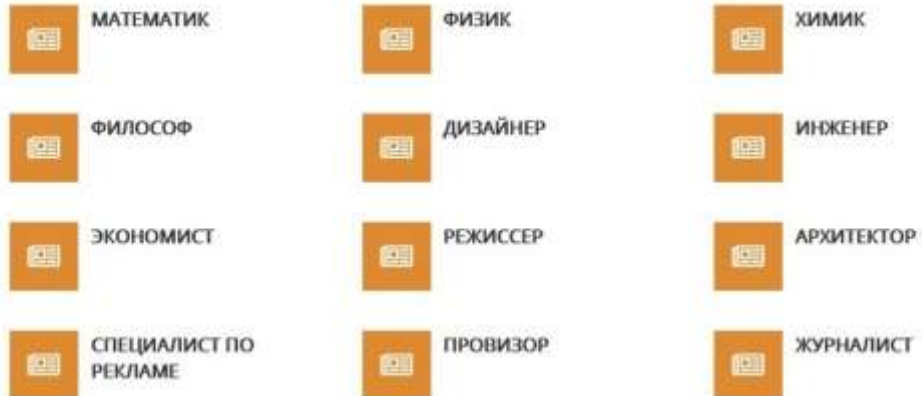 МАТЕМАТИК
ФИЗИК
ХИМИК
ФИЛОСОФ
ДИЗАЙНЕР
ИНЖЕНЕР
ЭКОНОМИСТ
РЕЖИССЕР
АРХИТЕКТОР
СПЕЦИАЛИСТ ПО
РЕКЛАМЕ
ПРОВИЗОР
ЖУРНАЛИСТ